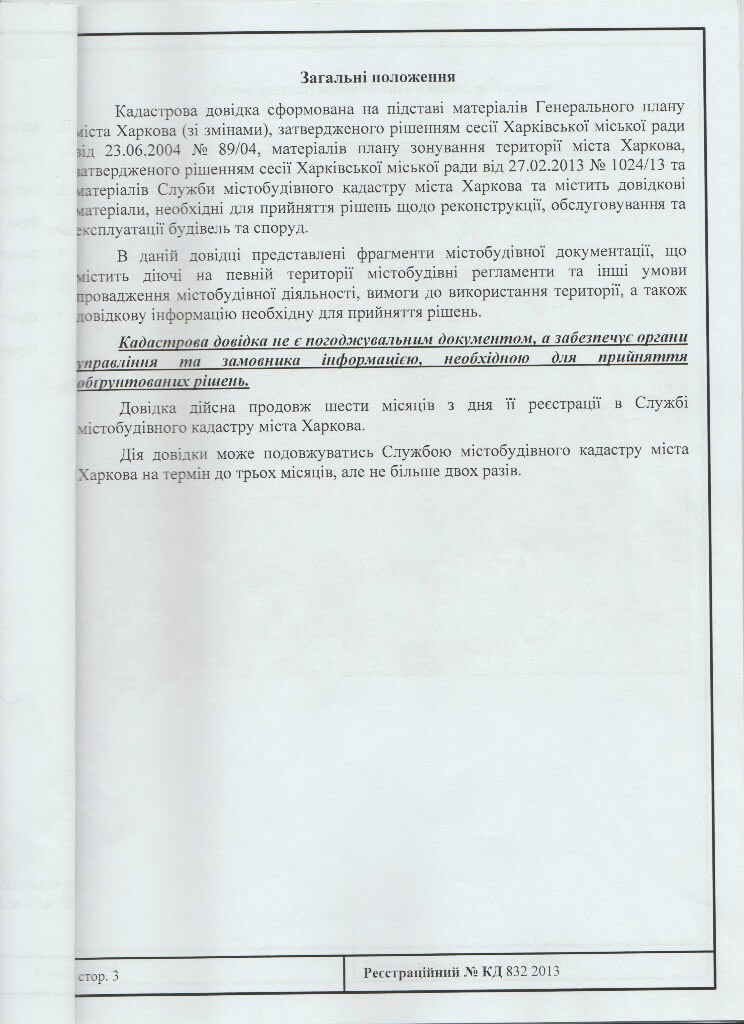 Загальні положення
Кадастрова довідка сформована на підставі матеріалів Генерального плану
міста Харкова (зі змінами), затвердженого рішенням сесії Харківської міської ради
від 23.06.2004 № 89/04, матеріалів плану зонування території міста Харкова,
затвердженого рішенням сесії Харківської міської ради від 27.02.2013 № 1024/13 та
матеріалів Служби містобудівного кадастру міста Харкова та містить довідкові
матеріали, необхідні для прийняття рішень щодо реконструкції, обслуговування та
експлуатації будівель та споруд.
В даній довідці представлені фрагменти містобудівної документації, що
містить діючі на певній території містобудівні регламенти та інші умови
провадження містобудівної діяльності, вимоги до використання території, а також
довідкову інформацію необхідну для прийняття рішень.
Кадастрова довідка не є погоджувальним документом, а забезпечує органи
управління та замовника інформацією, необхідною для прийняття
обґрунтованих рішень.
Довідка дійсна продовж шести місяців з дня її реєстрації в Службі
містобудівного кадастру міста Харкова.
Дія довідки може подовжуватись Службою містобудівного кадастру міста
Харкова на термін до трьох місяців, але не більше двох разів.
стор. 3
Реєстраційний № КД 832 2013